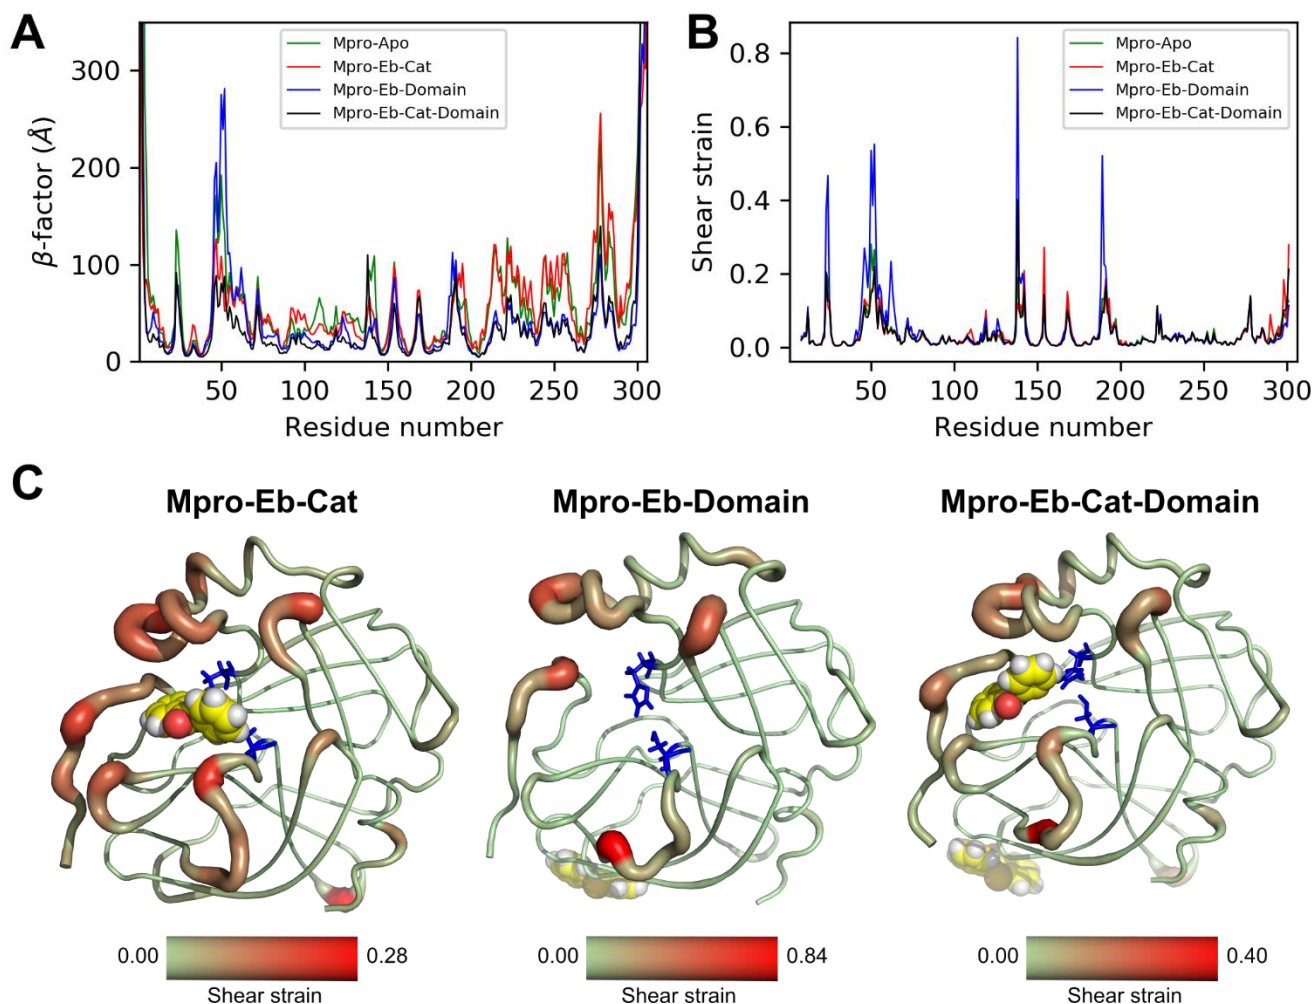 A
β-factor (Å)
300
200
100
0
Mpro-Apo
Mpro-Eb-Cat
Mpro-Eb-Domain
Mpro-Eb-Cat-Domain
50 100 150 200 250 300
Residue number
B
Shear strain
0.8
0.6
0.4
0.2
0.0
Mpro-Apo
Mpro-Eb-Cat
Mpro-Eb-Domain
Mpro-Eb-Cat-Domain
50 100 150 200 250 300
Residue number
C
Mpro-Eb-Cat
Mpro-Eb-Domain
Mpro-Eb-Cat-Domain
0.00 0.28
Shear strain
0.00 0.84
Shear strain
0.00 0.40
Shear strain